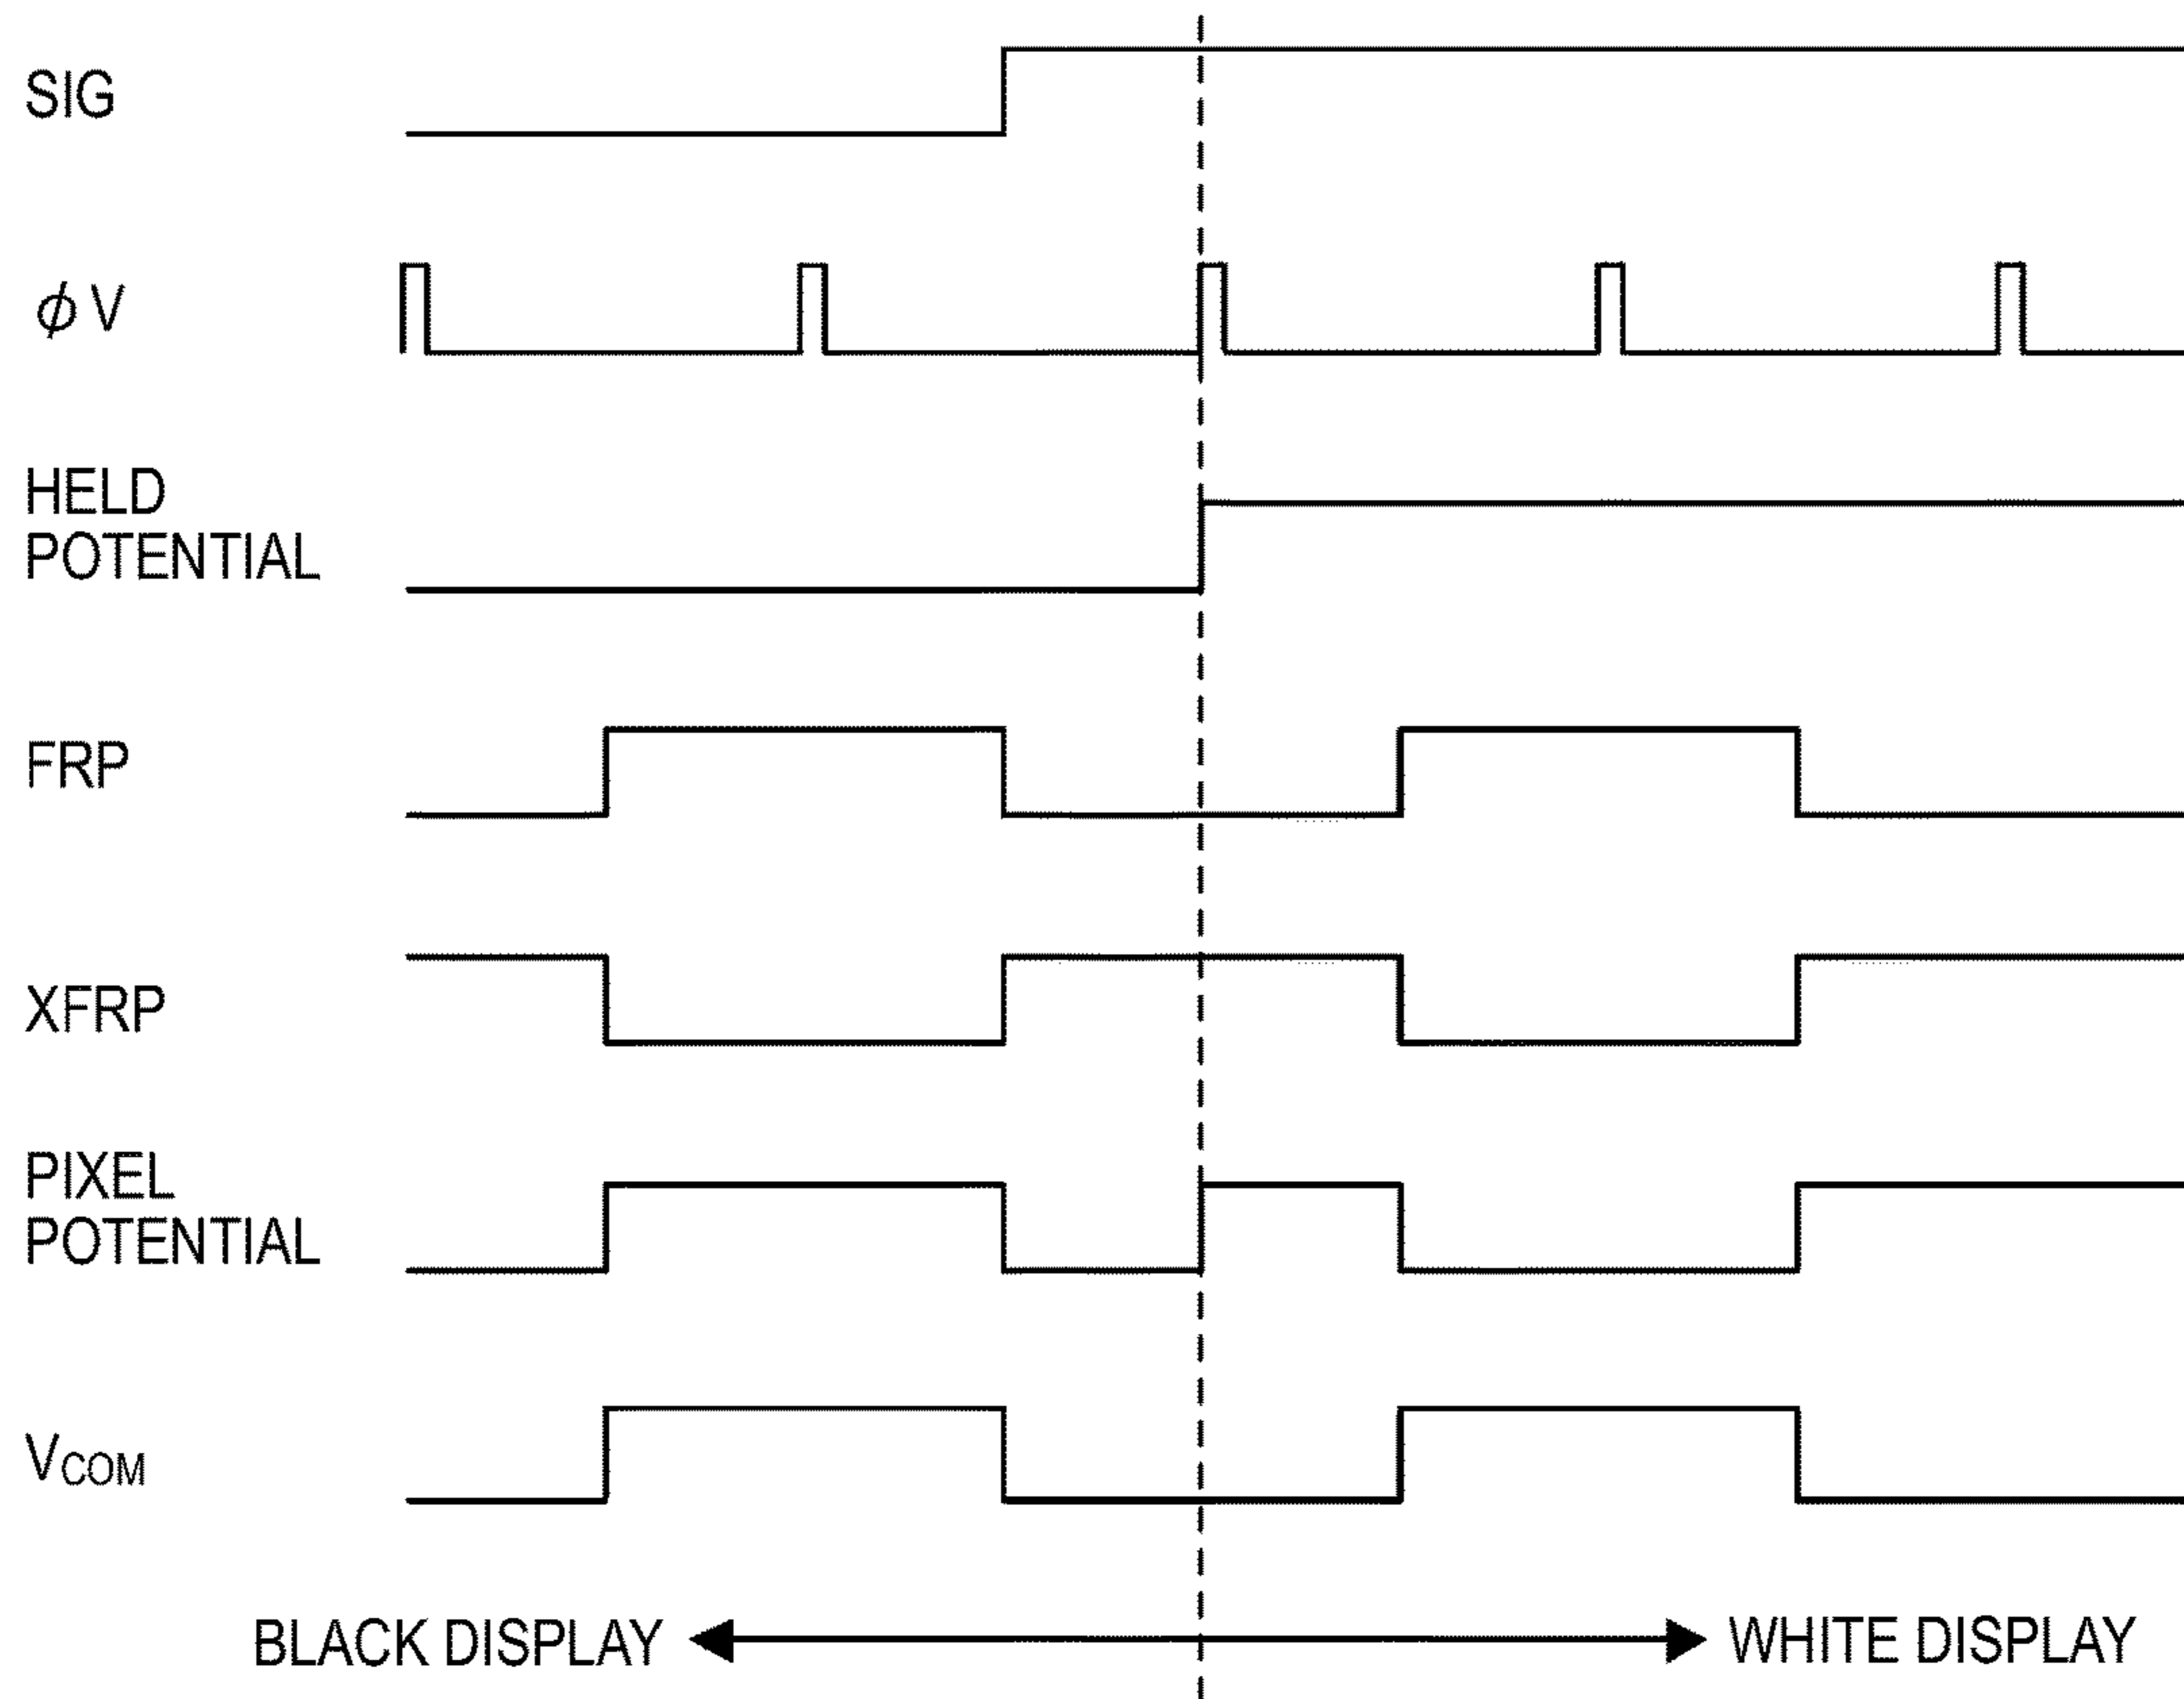 SIG
φV
HELD
POTENTIAL
FRP
XFRP
PIXEL
POTENTIAL
VCOM
BLACK DISPLAY
WHITE DISPLAY